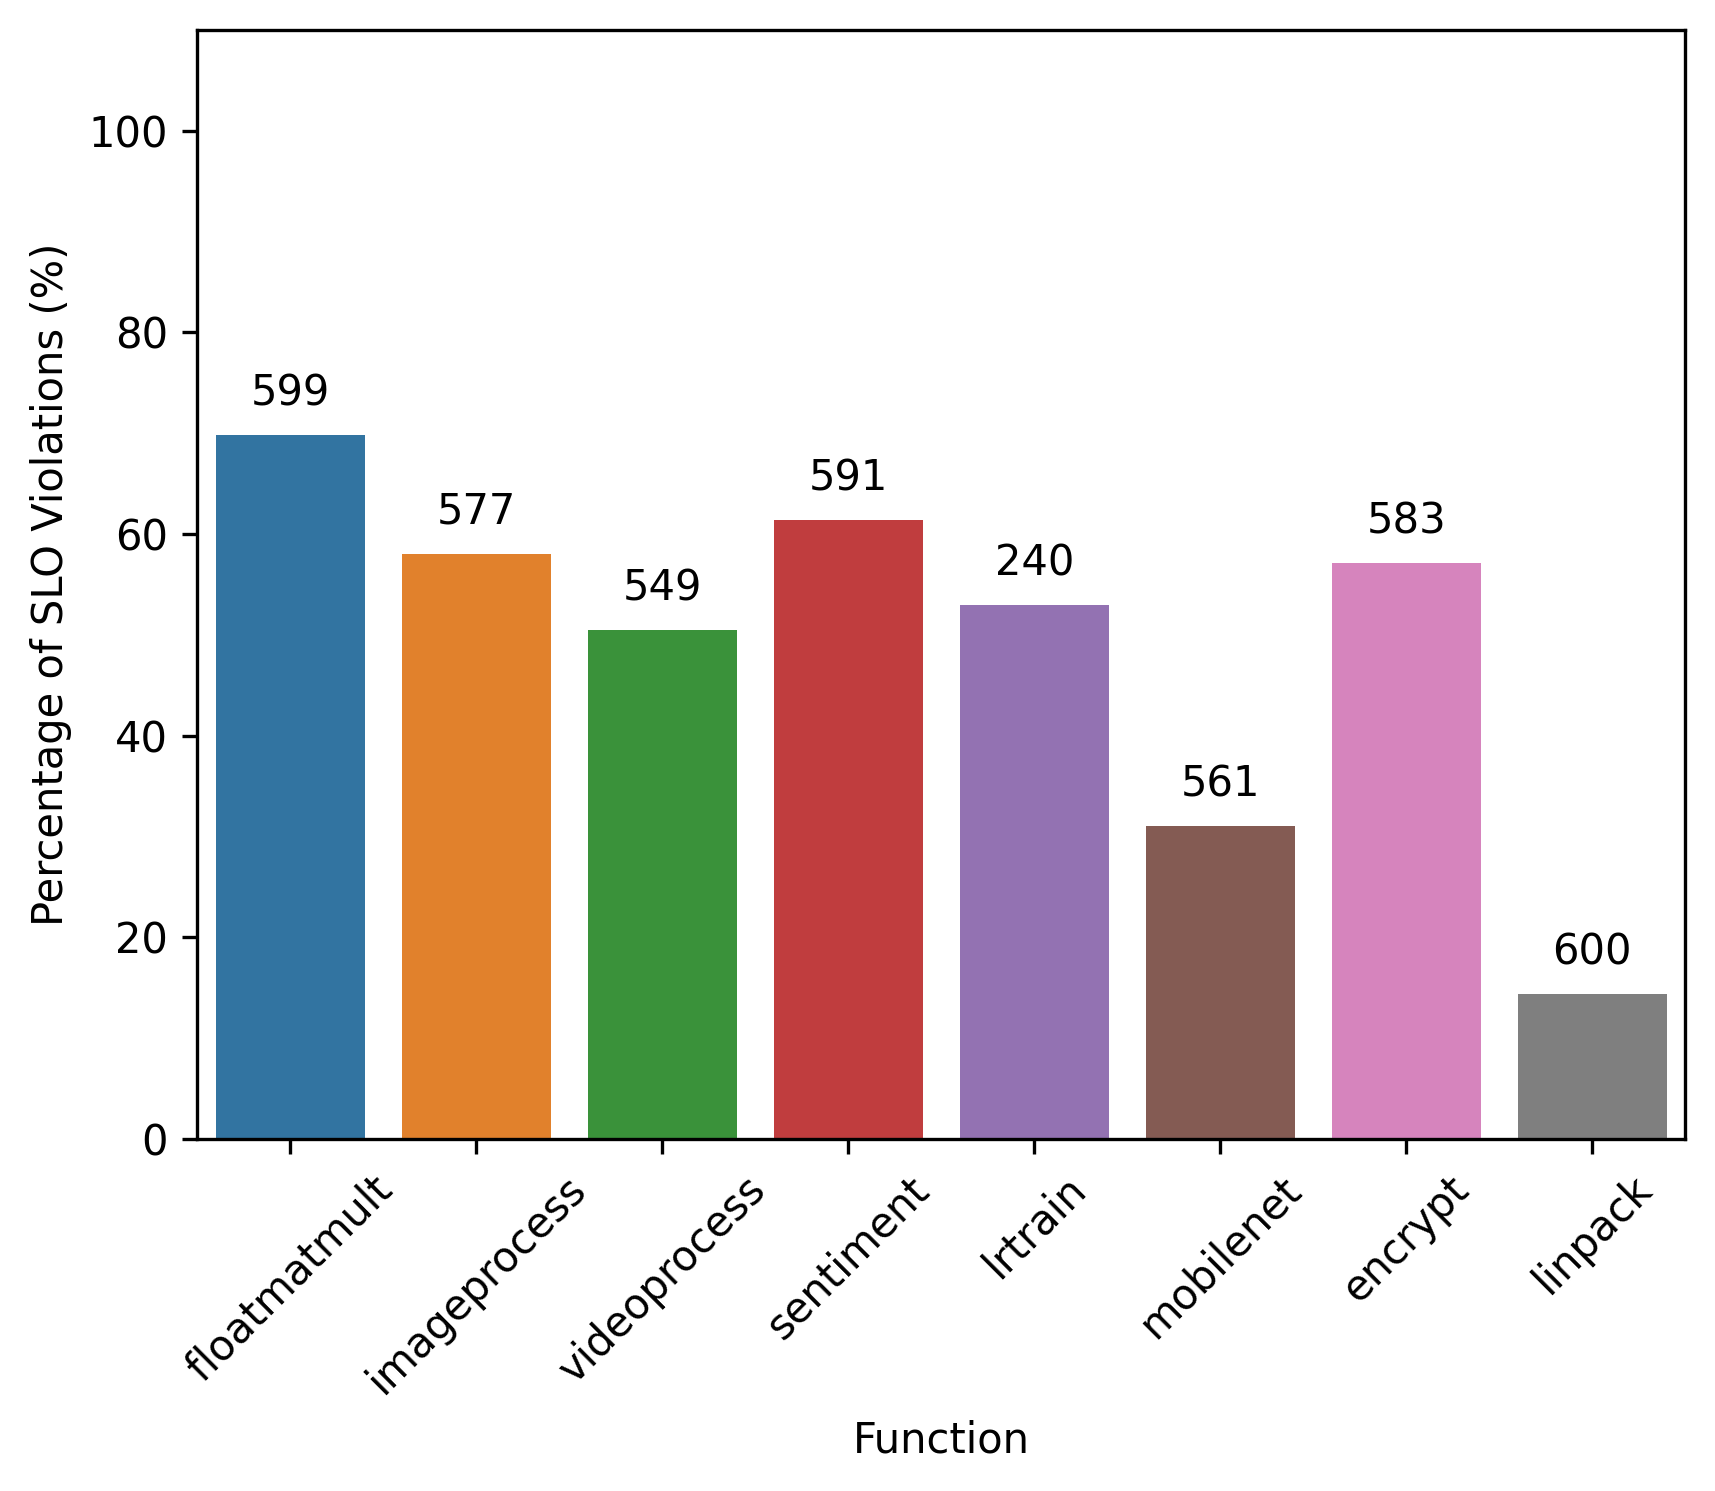 Percentage of SLO Violations (%)
100
80
60
40
20
0
599
577
549
591
240
561
583
600
floatmatmult
imageprocess
videoprocess
sentiment
lrtrain
mobilenet
encrypt
linpack
Function